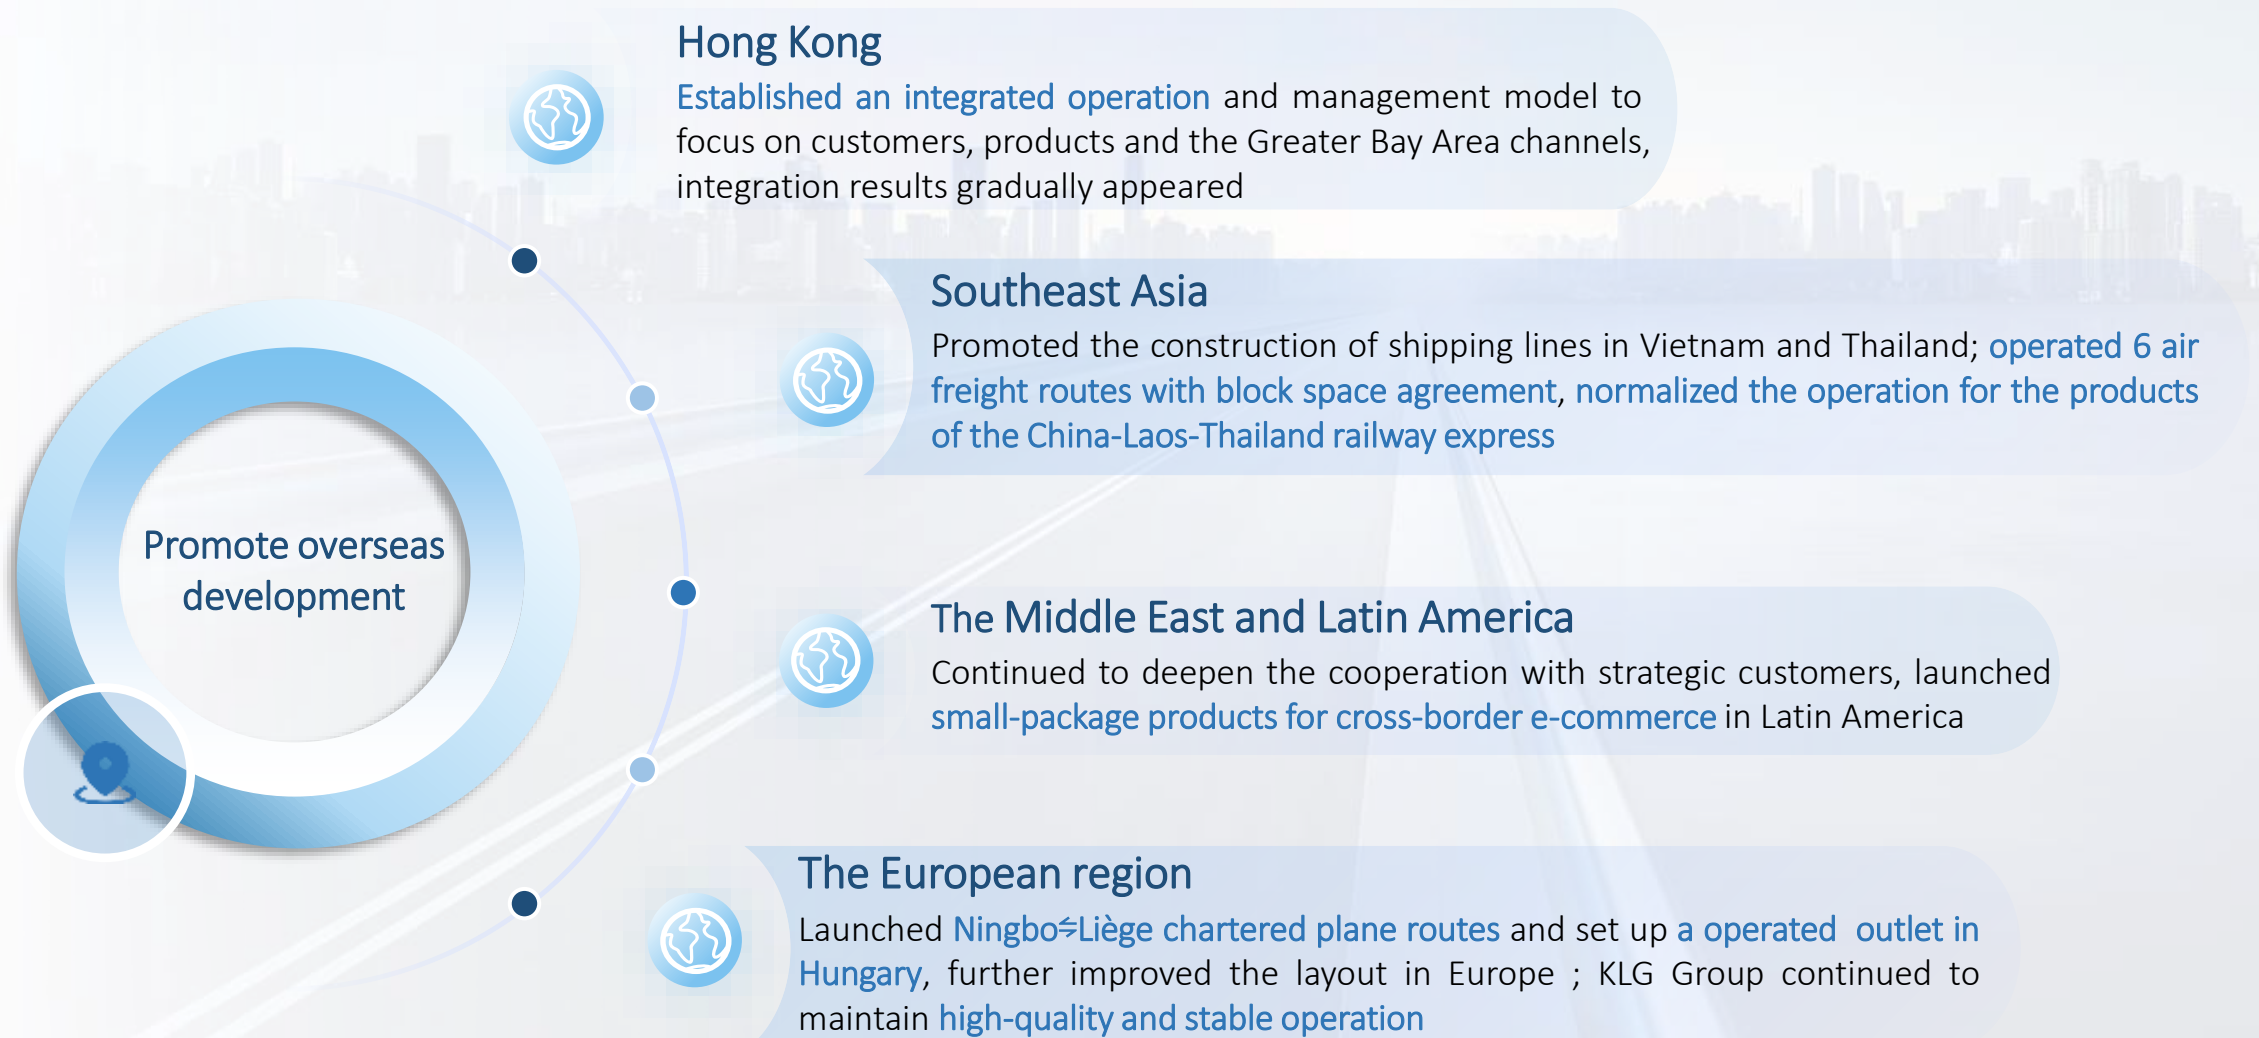 Hong Kong
Established an integrated operation and management model to
focus on customers, products and the Greater Bay Area channels,
integration results gradually appeared
Southeast Asia
Promoted the construction of shipping lines in Vietnam and Thailand; operated 6 air
freight routes with block space agreement, normalized the operation for the products
of the China-Laos-Thailand railway express
Promote overseas
development
The Middle East and Latin America
Continued to deepen the cooperation with strategic customers, launched
small-package products for cross-border e-commerce in Latin America
The European region
Launched Ningbo⇋Liège chartered plane routes and set up a operated outlet in
Hungary, further improved the layout in Europe ; KLG Group continued to
maintain high-quality and stable operation